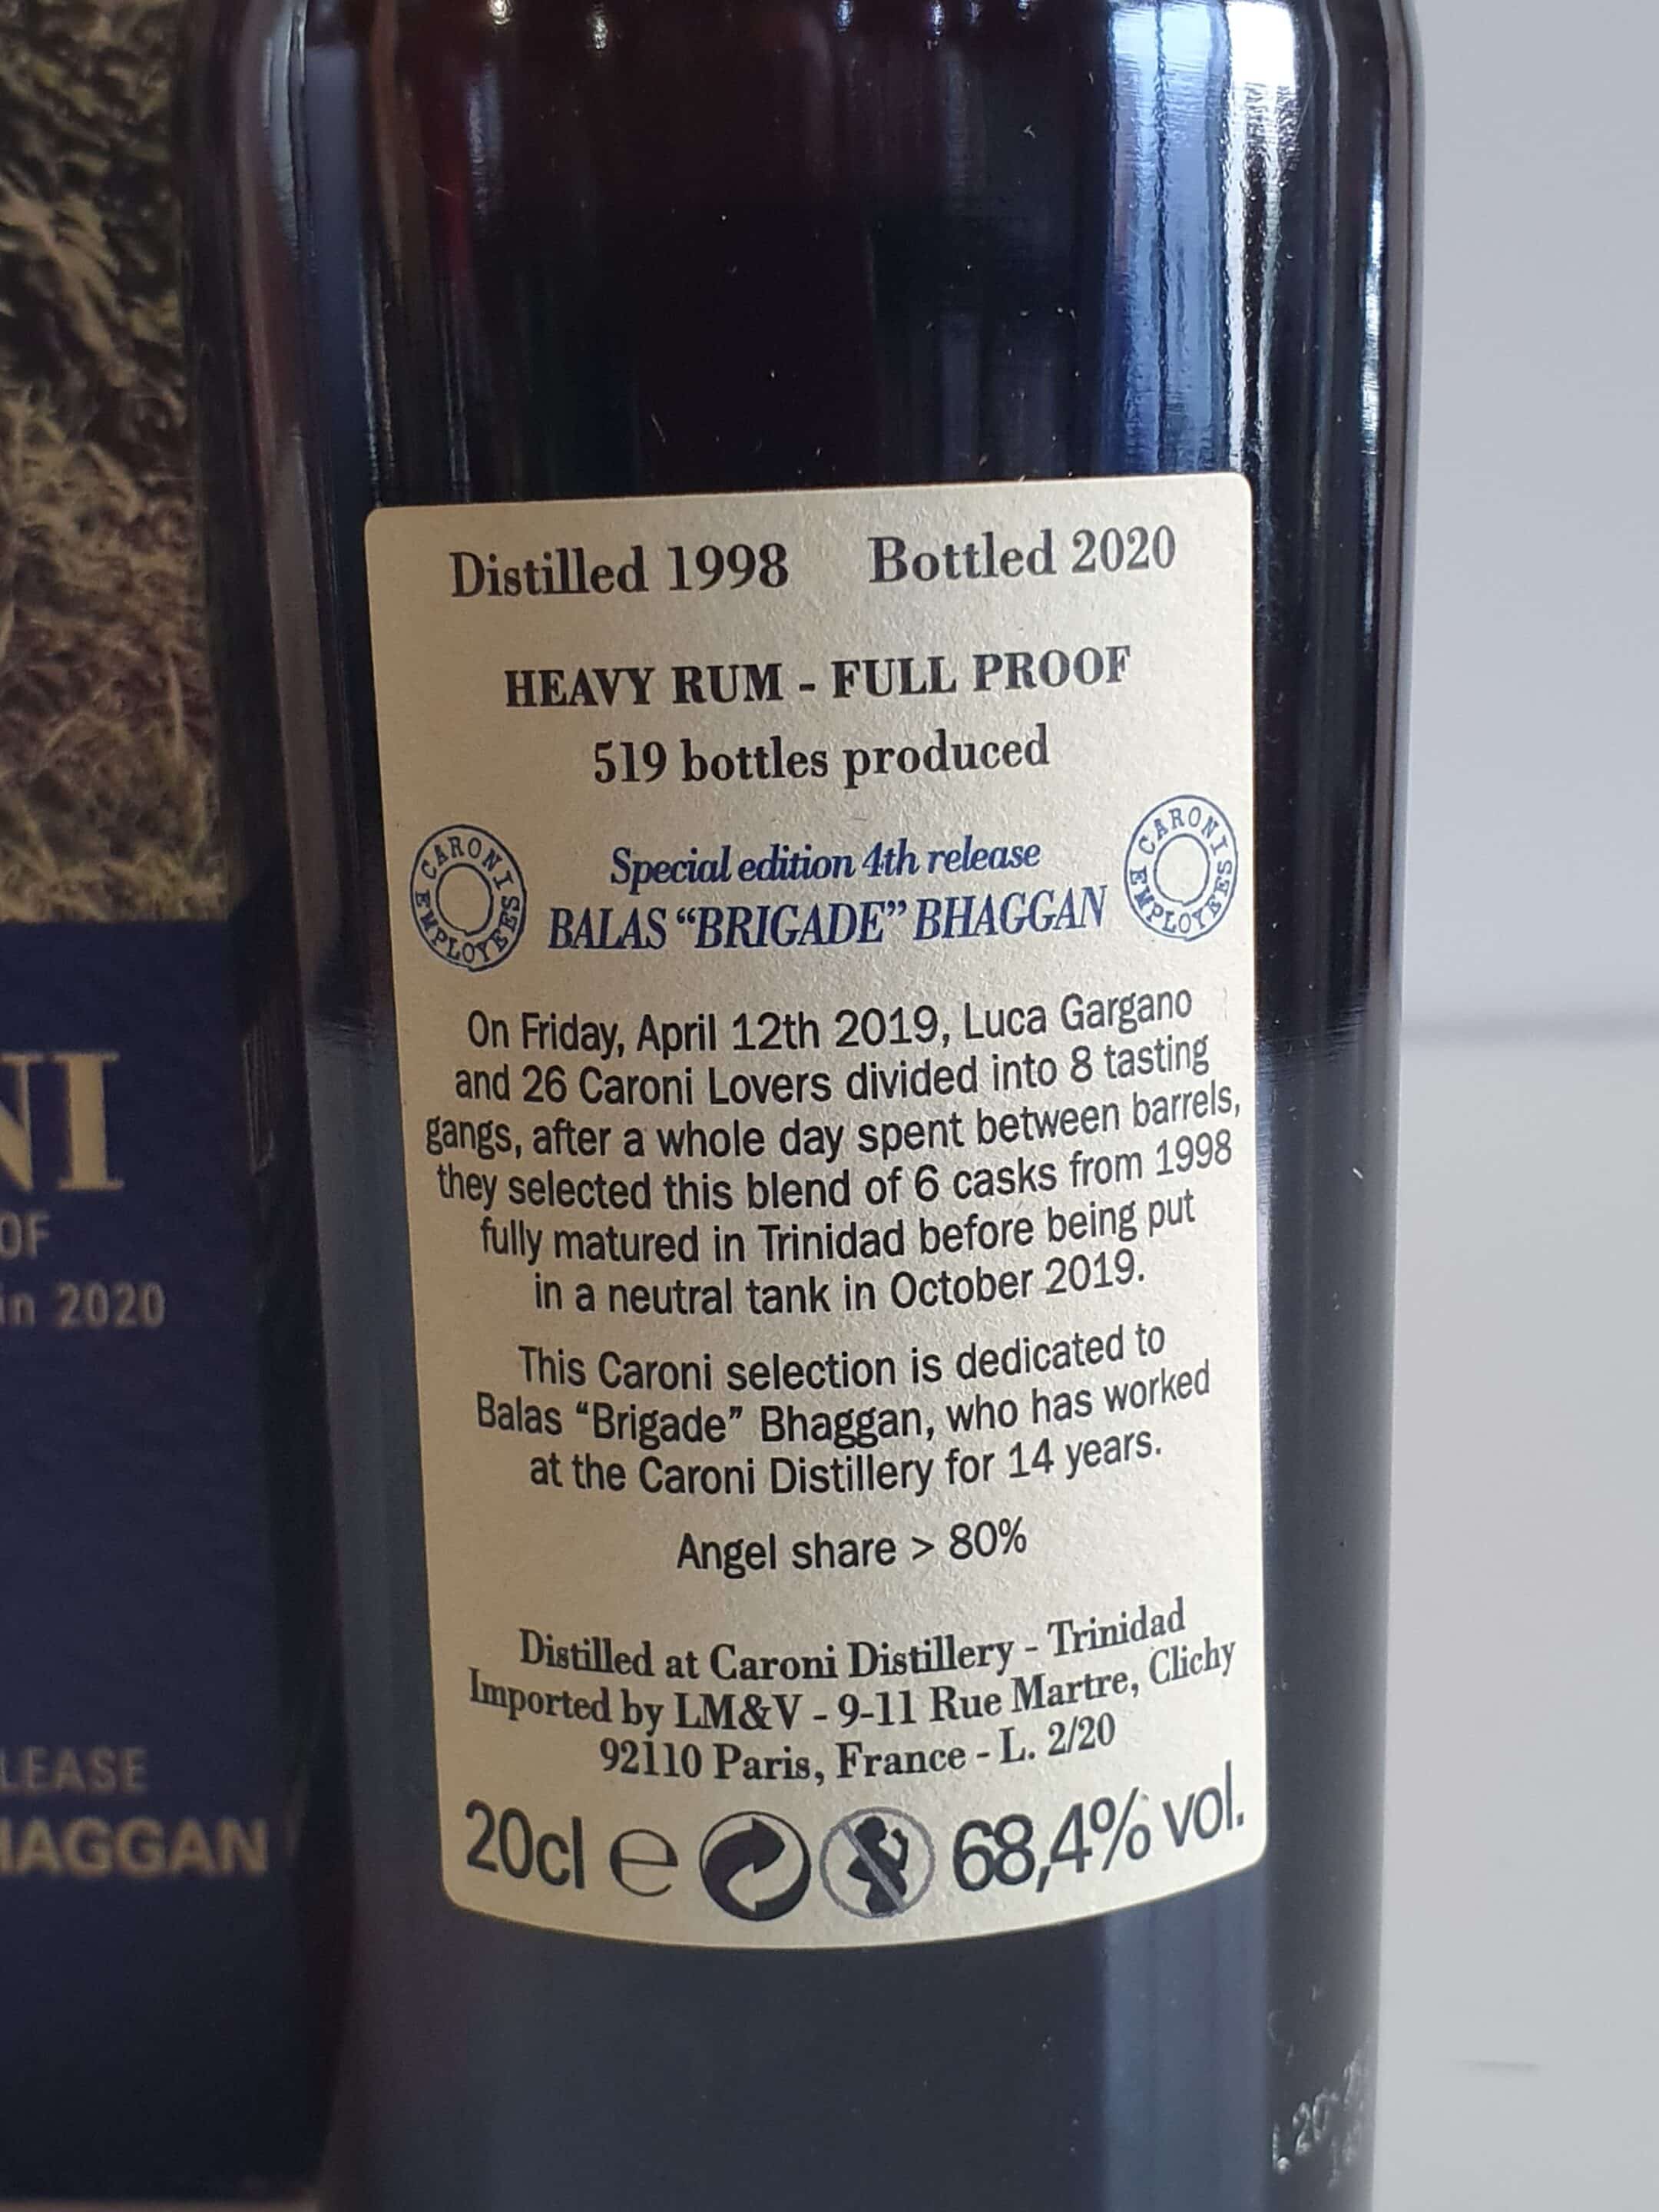 Distilled 1998 Bottled 2020
HEAVY RUM - FULL PROOF
519 bottles produced
CARONI EMPLOYEES
Special edition 4th release
BALAS “BRIGADE” BHAGGAN
CARONI EMPLOYEES
On Friday, April 12th 2019, Luca Gargano
and 26 Caroni Lovers divided into 8 tasting
gangs, after a whole day spent between barrels,
they selected this blend of 6 casks from 1998
fully matured in Trinidad before being put
in a neutral tank in October 2019.
This Caroni selection is dedicated to
Balas “Brigade” Bhaggan, who has worked
at the Caroni Distillery for 14 years.
Angel share > 80%
Distilled at Caroni Distillery - Trinidad
Imported by LM&V - 9-11 Rue Martre, Clichy
92110 Paris, France - L. 2/20
20cl e 68,4% vol.
NI
OF
in 2020
LEASE
HAGGAN